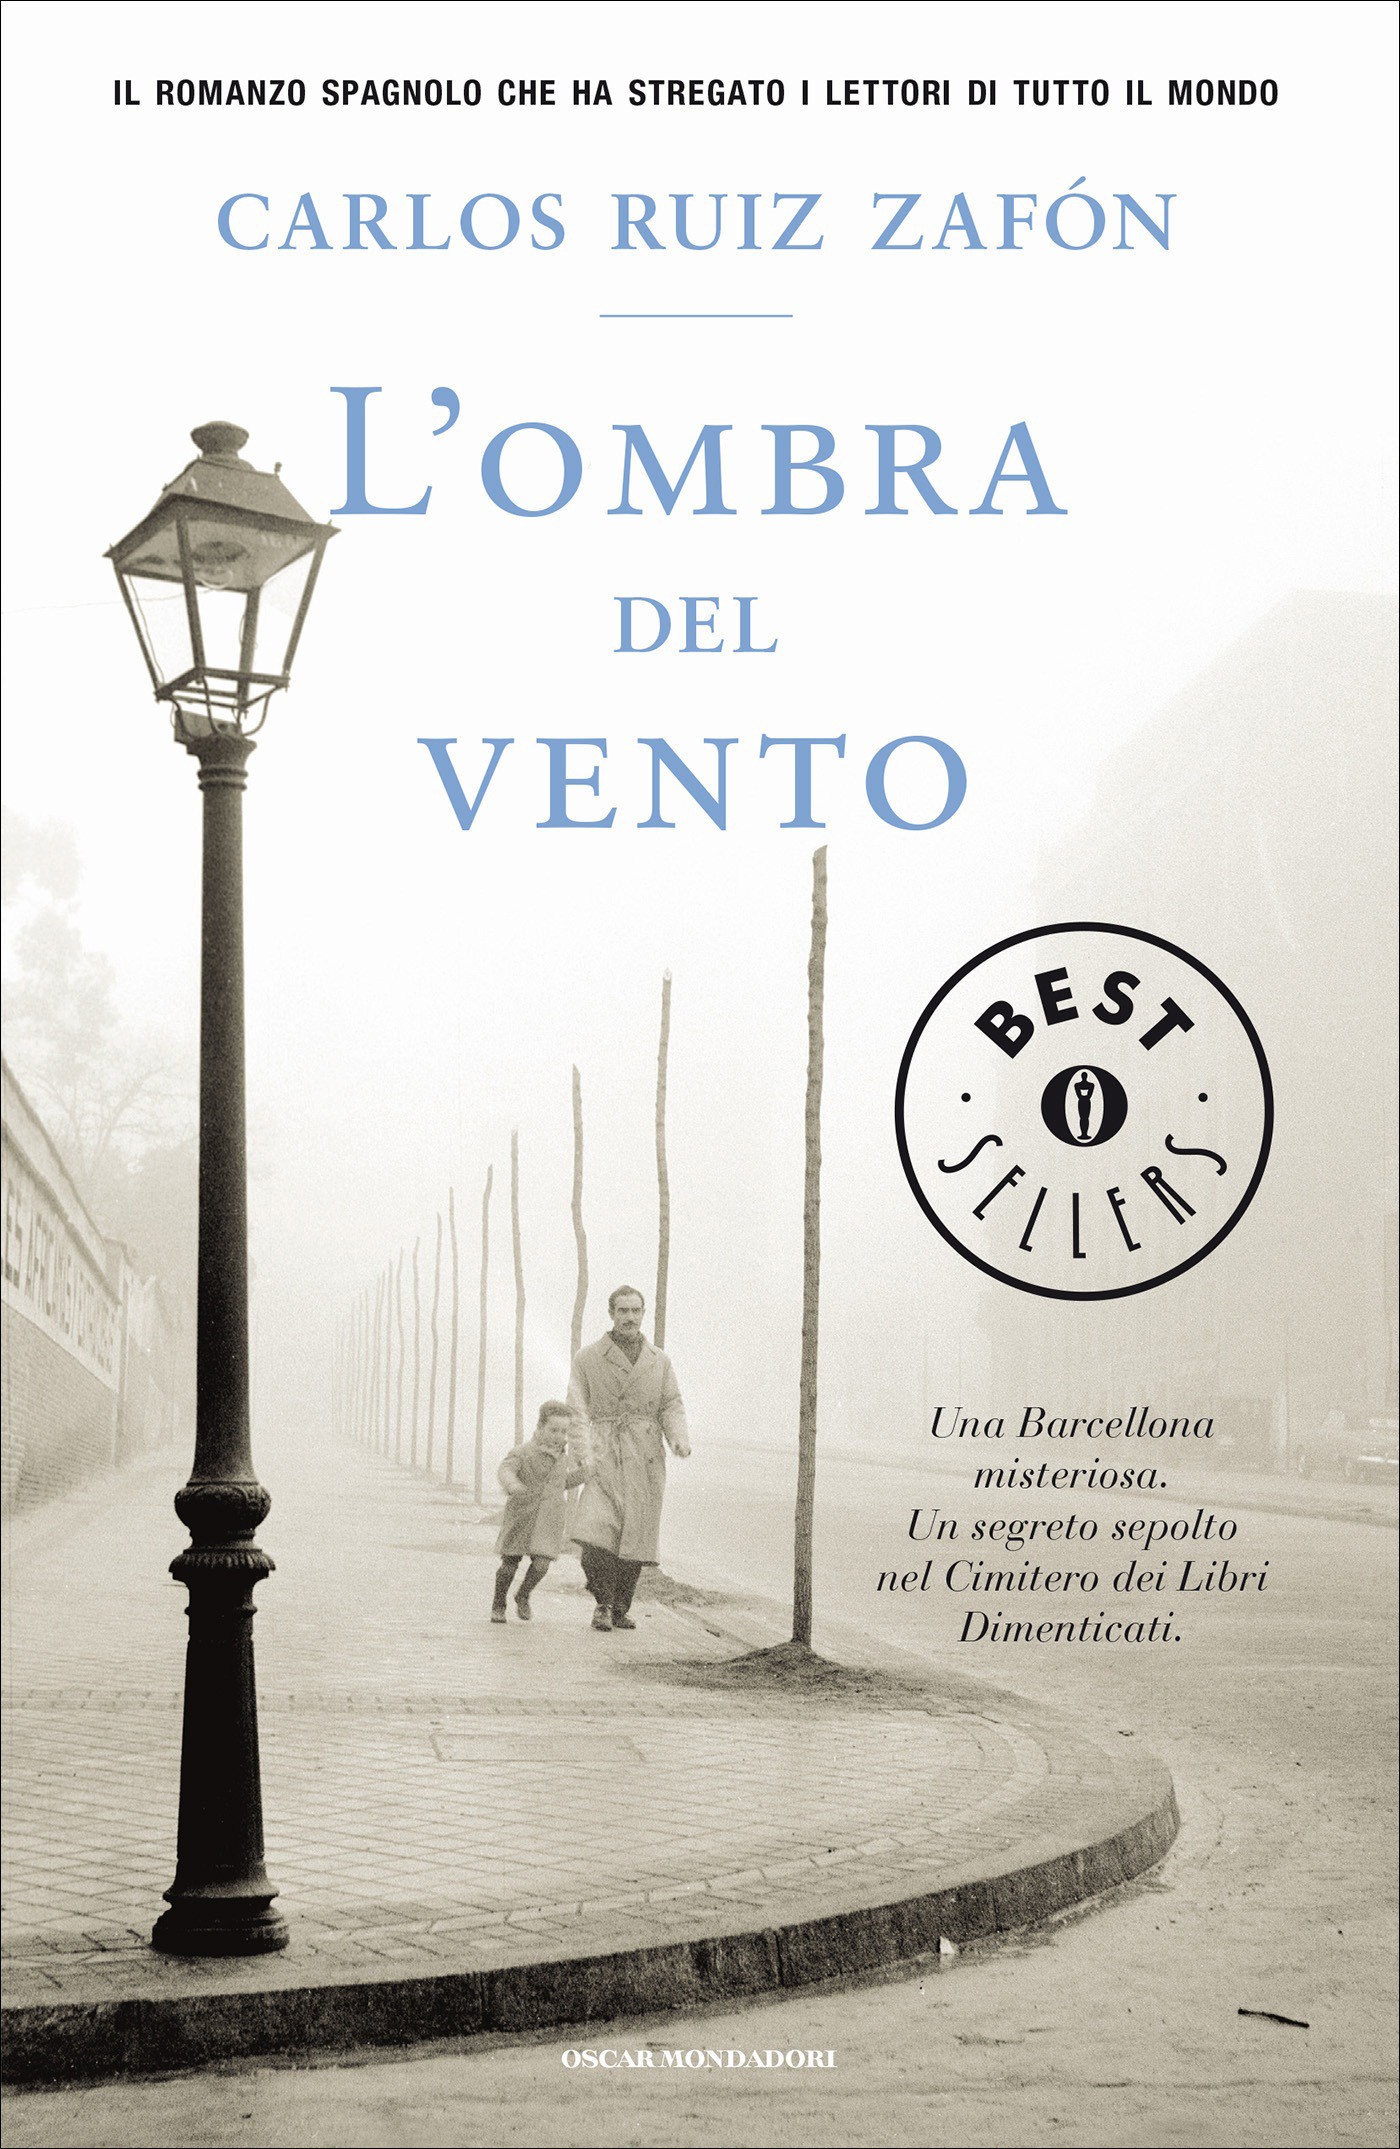 IL ROMANZO SPAGNOLO CHE HA STREGATO I LETTORI DI TUTTO IL MONDO
CARLOS RUIZ ZAFÓN
L'OMBRA
DEL
VENTO
BEST
SELLERS
Una Barcellona
misteriosa.
Un segreto sepolto
nel Cimitero dei Libri
Dimenticati.
OSCAR MONDADORI